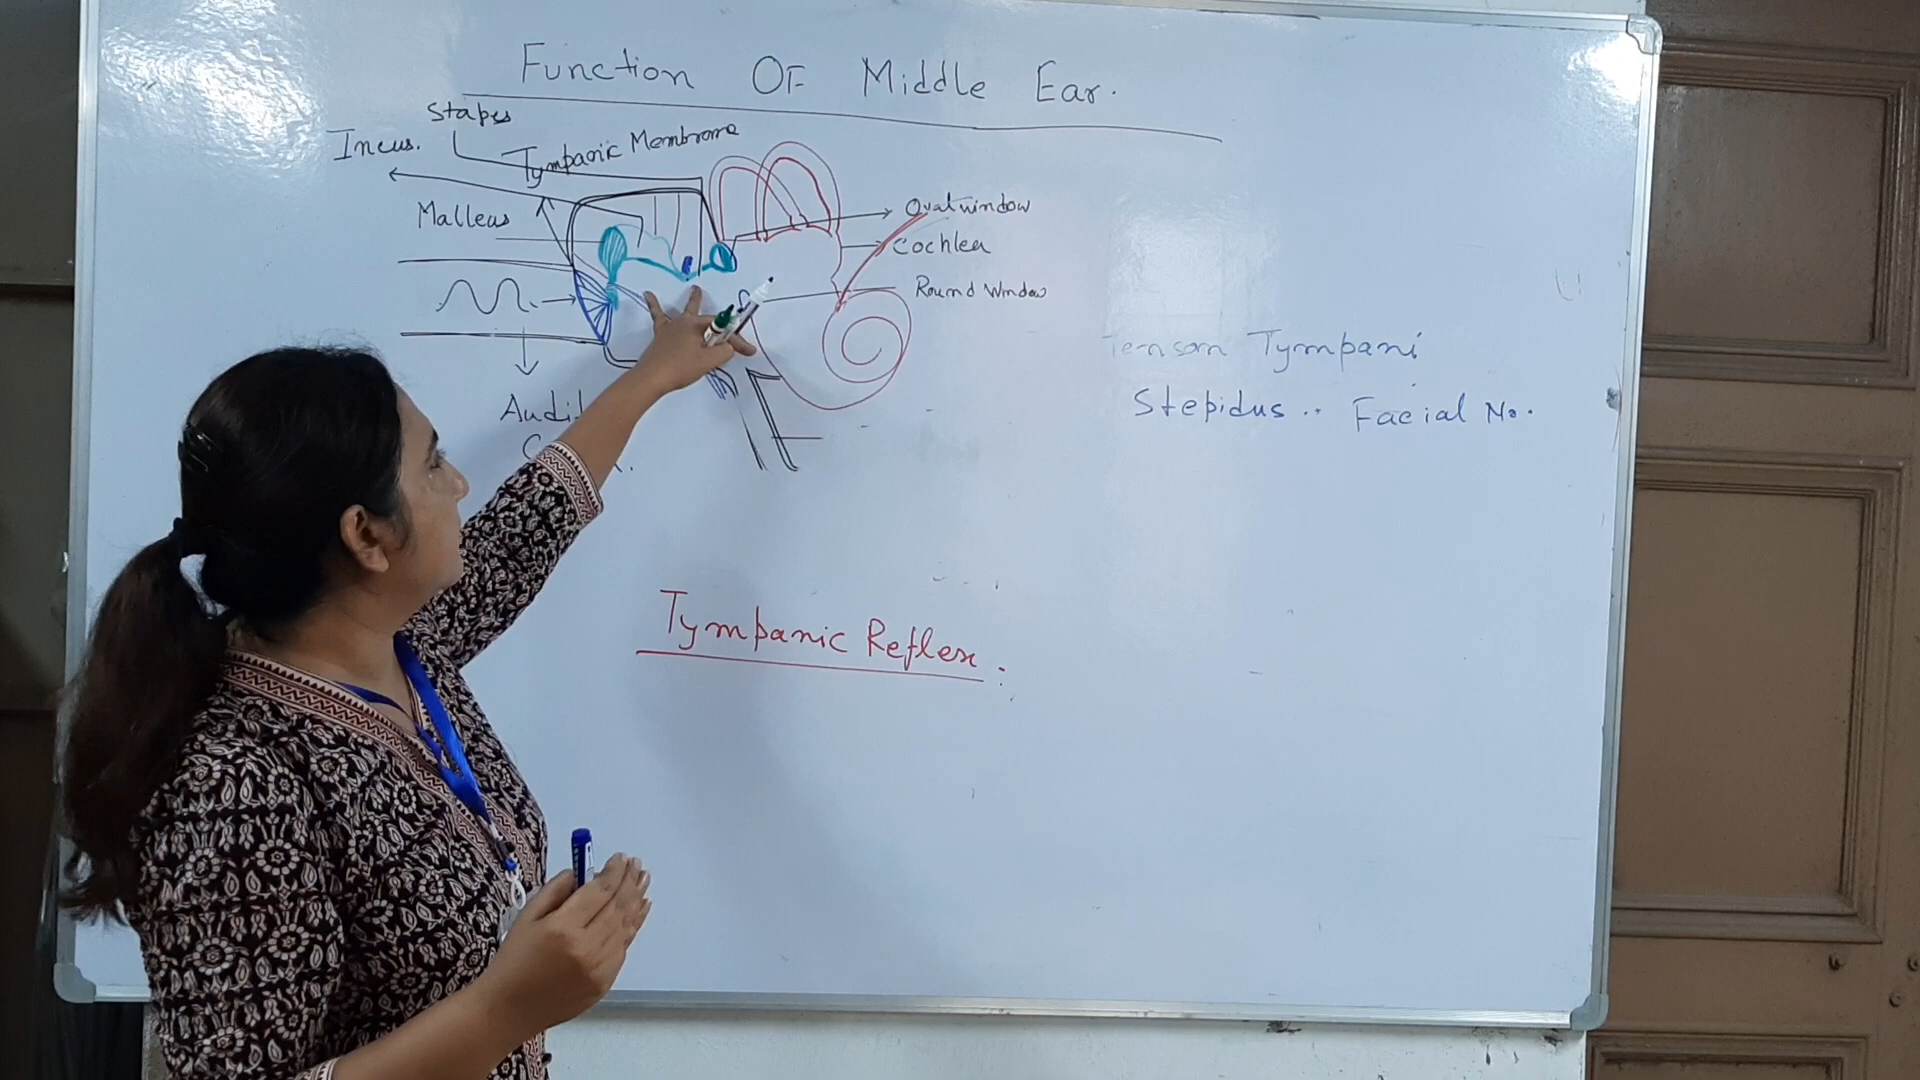 Function OF Middle Ear.
Stapes
Incus.
Tympanic Membrane
Malleus
Oval window
Cochlea
Round Window
Tensom Tympani
Stepidus .. Facial No.
Tympanic Reflex :